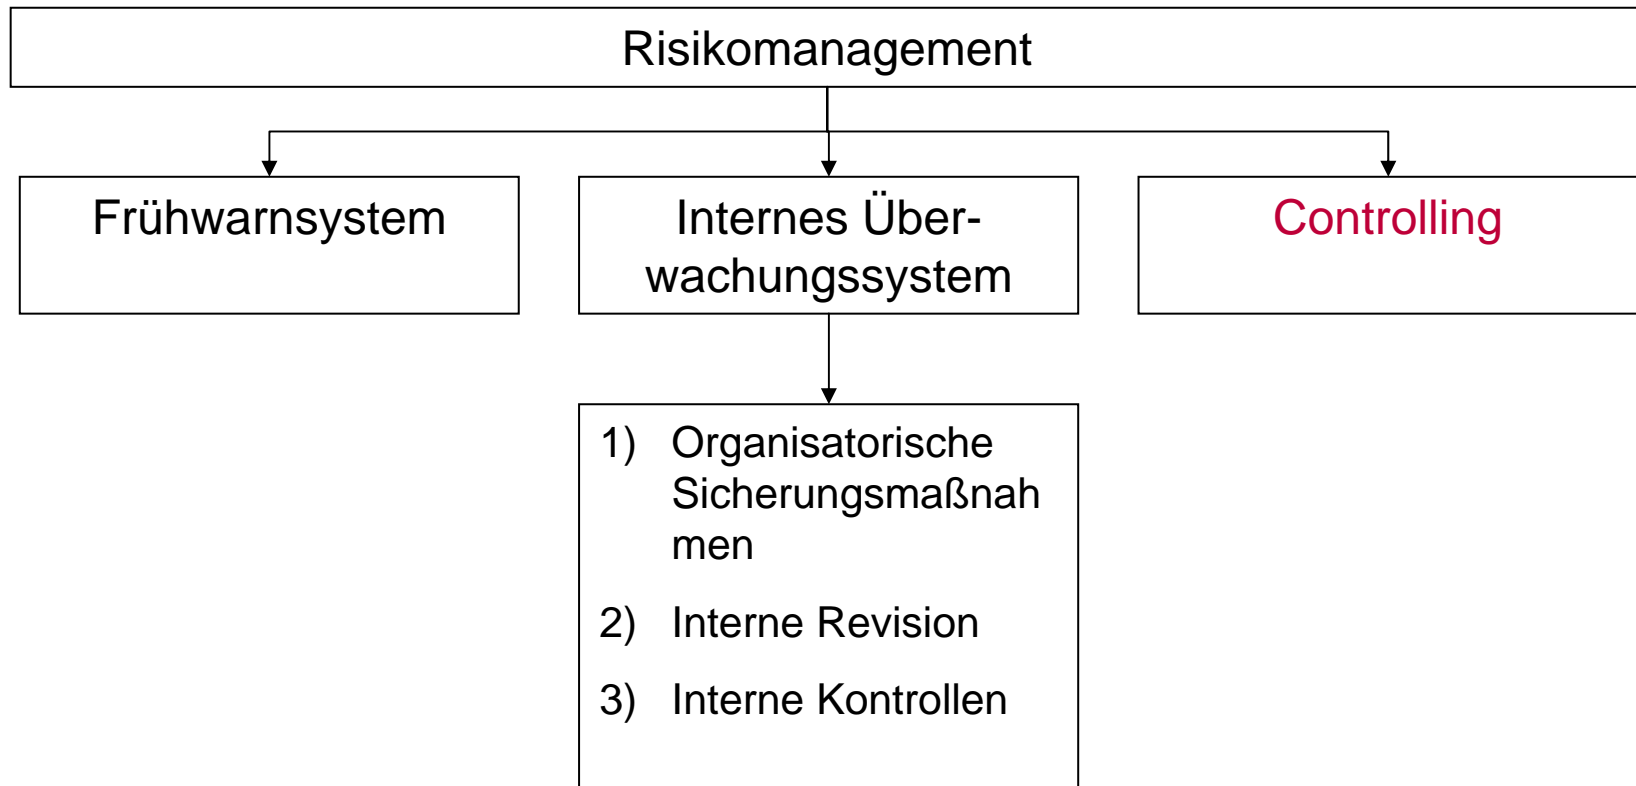 Risikomanagement
Frühwarnsystem
Internes Über-
wachungssystem
Controlling
1) Organisatorische
Sicherungsmaßnah
men
2) Interne Revision
3) Interne Kontrollen